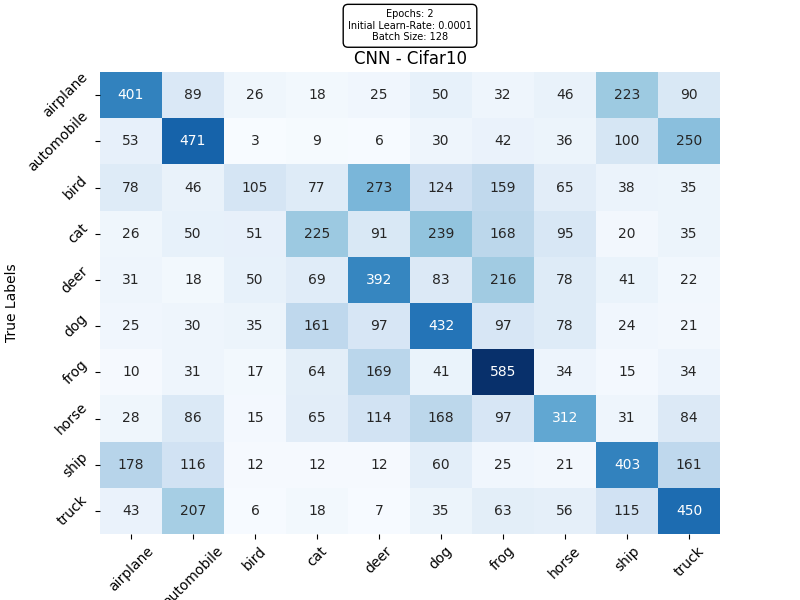 Epochs: 2
Initial Learn-Rate: 0.0001
Batch Size: 128
CNN - Cifar10
True Labels
airplane 401 89 26 18 25 50 32 46 223 90
automobile 53 471 3 9 6 30 42 36 100 250
bird 78 46 105 77 273 124 159 65 38 35
cat 26 50 51 225 91 239 168 95 20 35
deer 31 18 50 69 392 83 216 78 41 22
dog 25 30 35 161 97 432 97 78 24 21
frog 10 31 17 64 169 41 585 34 15 34
horse 28 86 15 65 114 168 97 312 31 84
ship 178 116 12 12 12 60 25 21 403 161
truck 43 207 6 18 7 35 63 56 115 450
airplane automobile bird cat deer dog frog horse ship truck